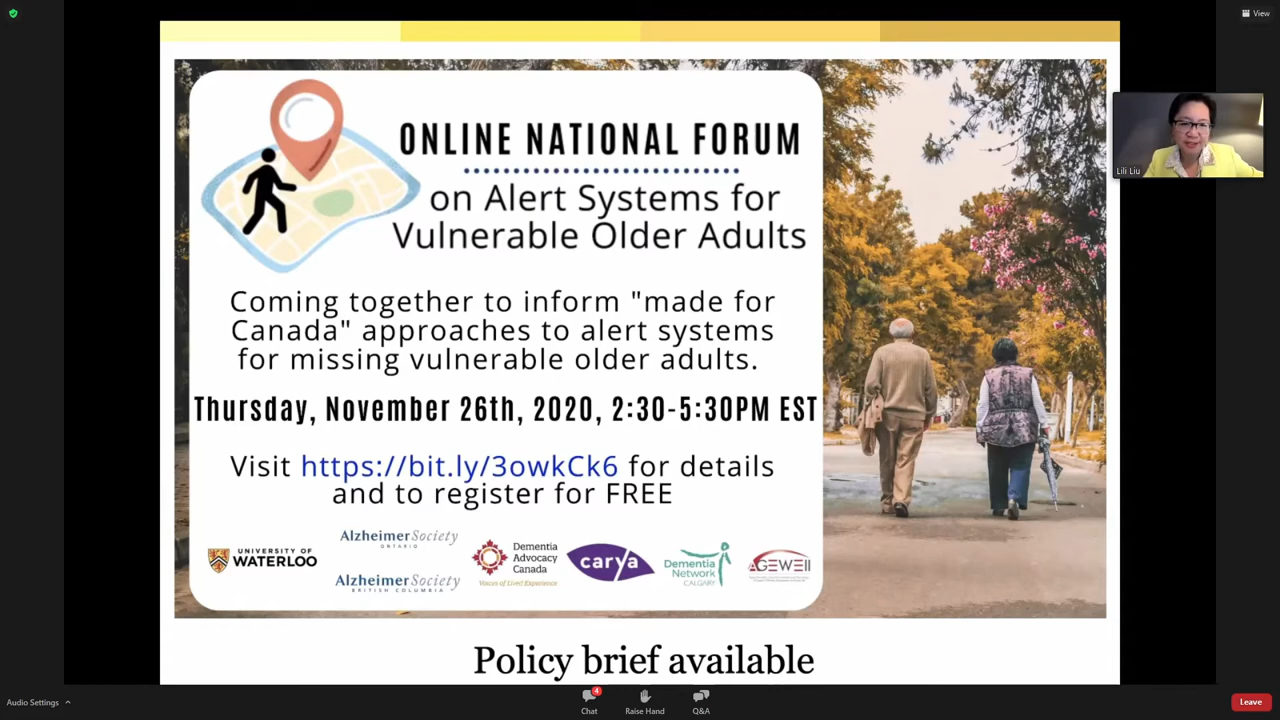 View
ONLINE NATIONAL FORUM
on Alert Systems for
Vulnerable Older Adults
Coming together to inform "made for
Canada" approaches to alert systems
for missing vulnerable older adults.
Thursday, November 26th, 2020, 2:30-5:30PM EST
Visit https://bit.ly/3owkCk6 for details
and to register for FREE
UNIVERSITY OF
WATERLOO
Alzheimer Society
ONTARIO
Alzheimer Society
BRITISH COLUMBIA
Dementia
Advocacy
Canada
Voices of Lived Experience
carya
Dementia
Network
CALGARY
AGEWELL
Policy brief available
Lili Liu
Audio Settings
4
Chat
Raise Hand
Q&A
Leave